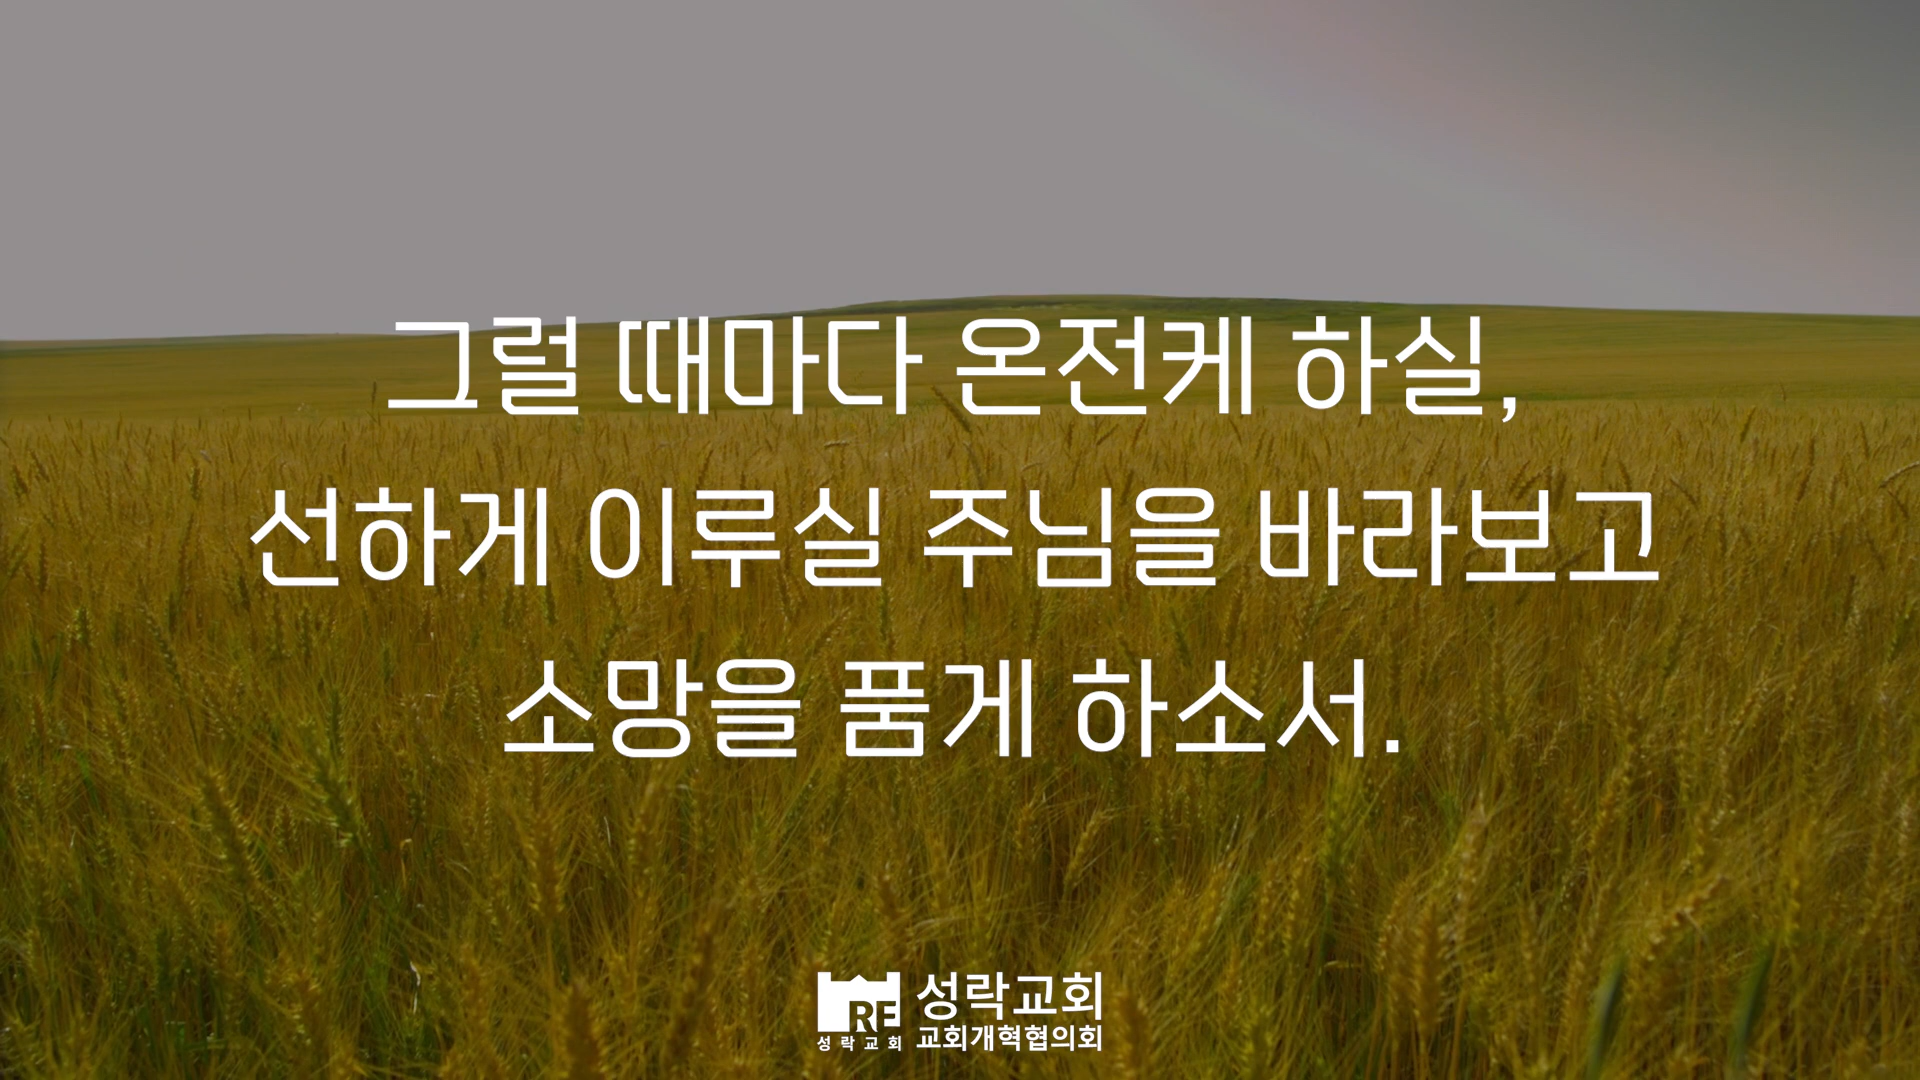 그럴 때마다 온전케 하실,
선하게 이루실 주님을 바라보고
소망을 품게 하소서.
RE
성락교회
성락교회
교회개혁협의회